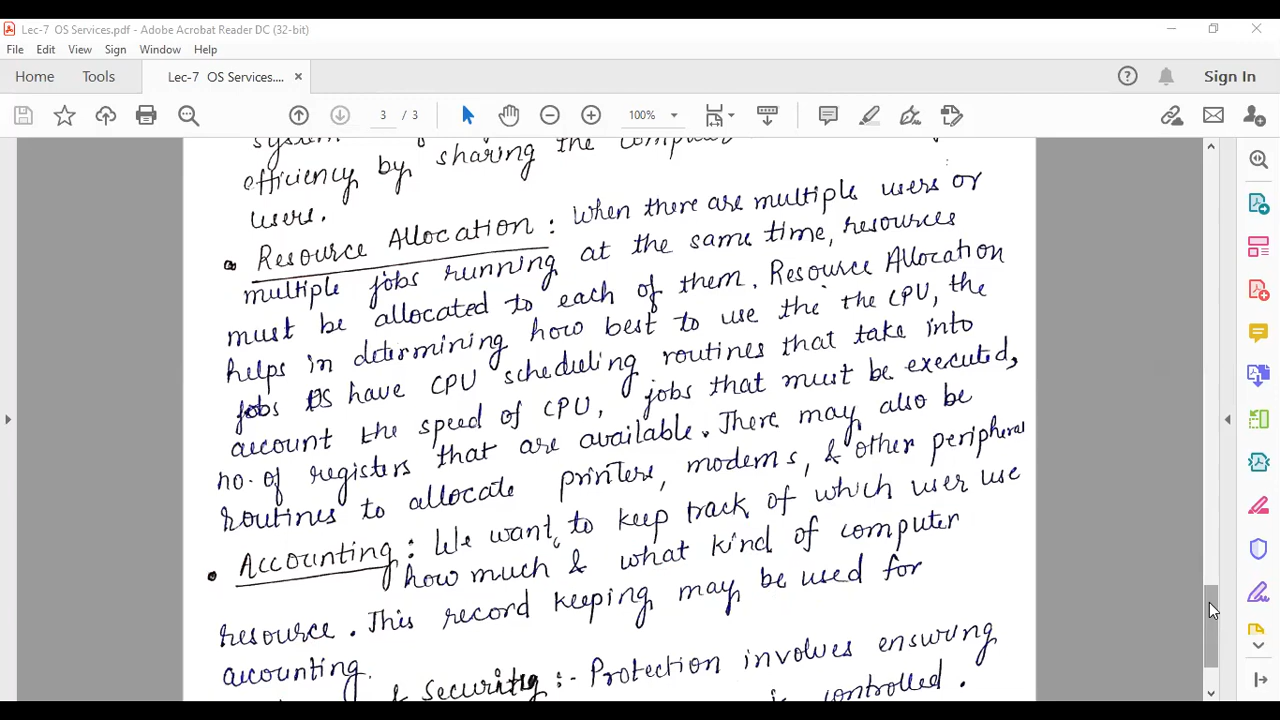 Lec-7 OS Services.pdf - Adobe Acrobat Reader DC (32-bit)
File Edit View Sign Window Help
Home Tools Lec-7 OS Services.... × Sign In
3 / 3 100%
system
efficiency by sharing the computer
users.
Resource Allocation : When there are multiple users or
multiple jobs running at the same time, resources
must be allocated to each of them. Resource Allocation
helps in determining how best to use the the CPU, the
jobs OS have CPU scheduling routines that take into
account the speed of CPU, jobs that must be executed,
no. of registers that are available. There may also be
routines to allocate printers, modems, & other peripheral
• Accounting : We want to keep track of which user use
how much & what kind of computer
resource. This record keeping may be used for
accounting.
& Security :- Protection involves ensuring
is controlled.